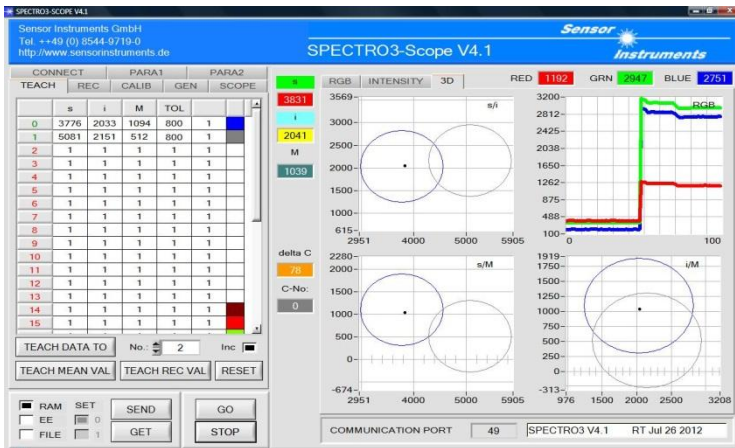 SPECTRO3-SCOPE V4.1
Sensor Instruments GmbH
Tel. ++49 (0) 8544-9719-0
http://www.sensorinstruments.de
SPECTRO3-Scope V4.1
Sensor
Instruments
CONNECT PARA1 PARA2
TEACH REC CALIB GEN SCOPE
s i M TOL
0 3776 2033 1094 800 1
1 5081 2151 512 800 1
2 1 1 1 1 1
3 1 1 1 1 1
4 1 1 1 1 1
5 1 1 1 1 1
6 1 1 1 1 1
7 1 1 1 1 1
8 1 1 1 1 1
9 1 1 1 1 1
10 1 1 1 1 1
11 1 1 1 1 1
12 1 1 1 1 1
13 1 1 1 1 1
14 1 1 1 1 1
15 1 1 1 1 1
TEACH DATA TO No.: 2 Inc
TEACH MEAN VAL TEACH REC VAL RESET
RAM SET SEND GO
EE 0
FILE 1 GET STOP
s
3831
i
2041
M
1039
delta C
78
C-No:
0
RGB INTENSITY 3D RED 1192 GRN 2947 BLUE 2751
s/i
3569
3000
2500
2000
1500
1000
615
2951 4000 5000 5905
RGB
3200
2812
2425
2038
1650
1262
875
488
100
0 100
s/M
2280
2000
1500
1000
500
0
-674
2951 4000 5000 5905
i/M
1919
1750
1500
1250
1000
750
500
250
0
-313
976 1500 2000 2500 3208
COMMUNICATION PORT 49 SPECTRO3 V4.1 RT Jul 26 2012